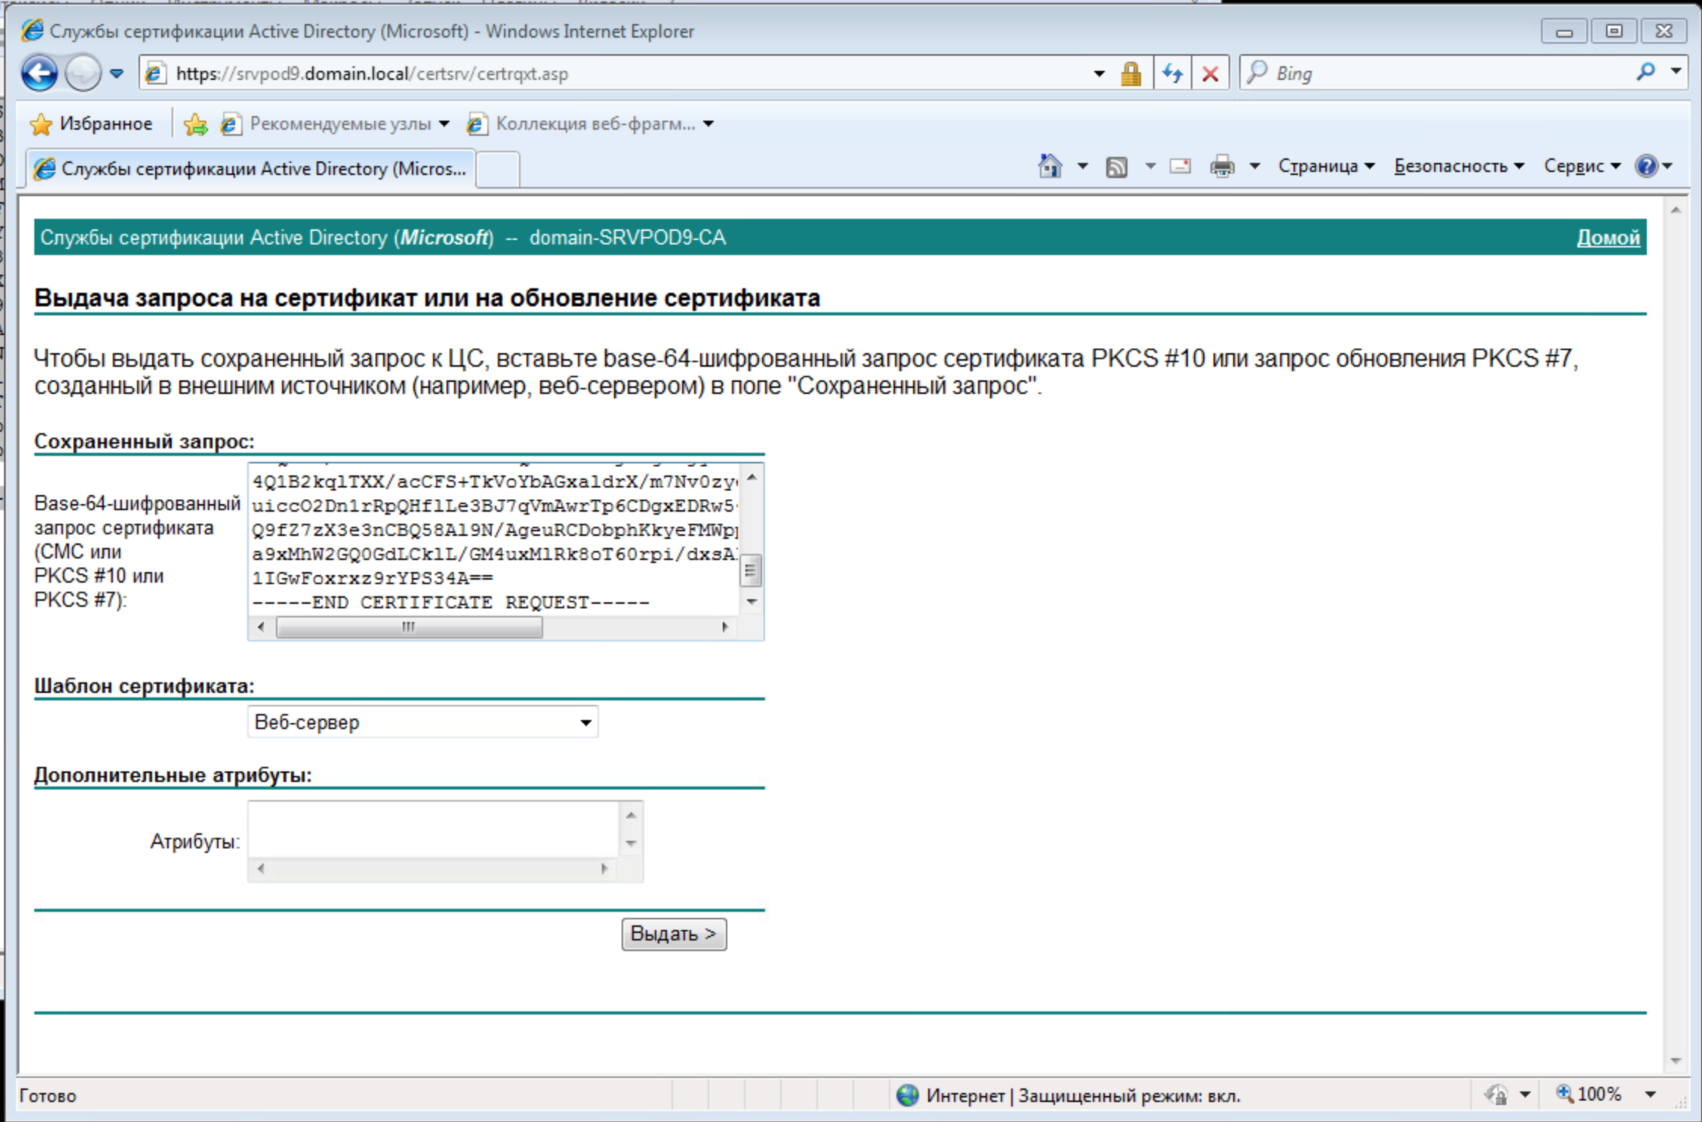 Службы сертификации Active Directory (Microsoft) - Windows Internet Explorer
https://srvpod9.domain.local/certsrv/certrqxt.asp
Bing
Избранное
Рекомендуемые узлы
Коллекция веб-фрагм...
Службы сертификации Active Directory (Micros...
Страница
Безопасность
Сервис
Службы сертификации Active Directory (Microsoft) -- domain-SRVPOD9-CA
Домой
Выдача запроса на сертификат или на обновление сертификата
Чтобы выдать сохраненный запрос к ЦС, вставьте base-64-шифрованный запрос сертификата PKCS #10 или запрос обновления PKCS #7,
созданный в внешним источником (например, веб-сервером) в поле "Сохраненный запрос".
Сохраненный запрос:
Base-64-шифрованный
запрос сертификата
(CMC или
PKCS #10 или
PKCS #7):
4Q1B2kqlTXX/acCFS+TkVoYbAGxaldrX/m7Nv0zy
uiccO2Dn1rRpQHflLe3BJ7qVmAwrTp6CDgxEDRw5
Q9fZ7zX3e3nCBQ58Al9N/AgeuRCDobphKkyeFMWp
a9xMhW2GQ0GdLCklL/GM4uxMlRk8oT60rpi/dxsA
1IGwFoxrxz9rYPS34A==
-----END CERTIFICATE REQUEST-----
Шаблон сертификата:
Веб-сервер
Дополнительные атрибуты:
Атрибуты:
Выдать >
Готово
Интернет | Защищенный режим: вкл.
100%